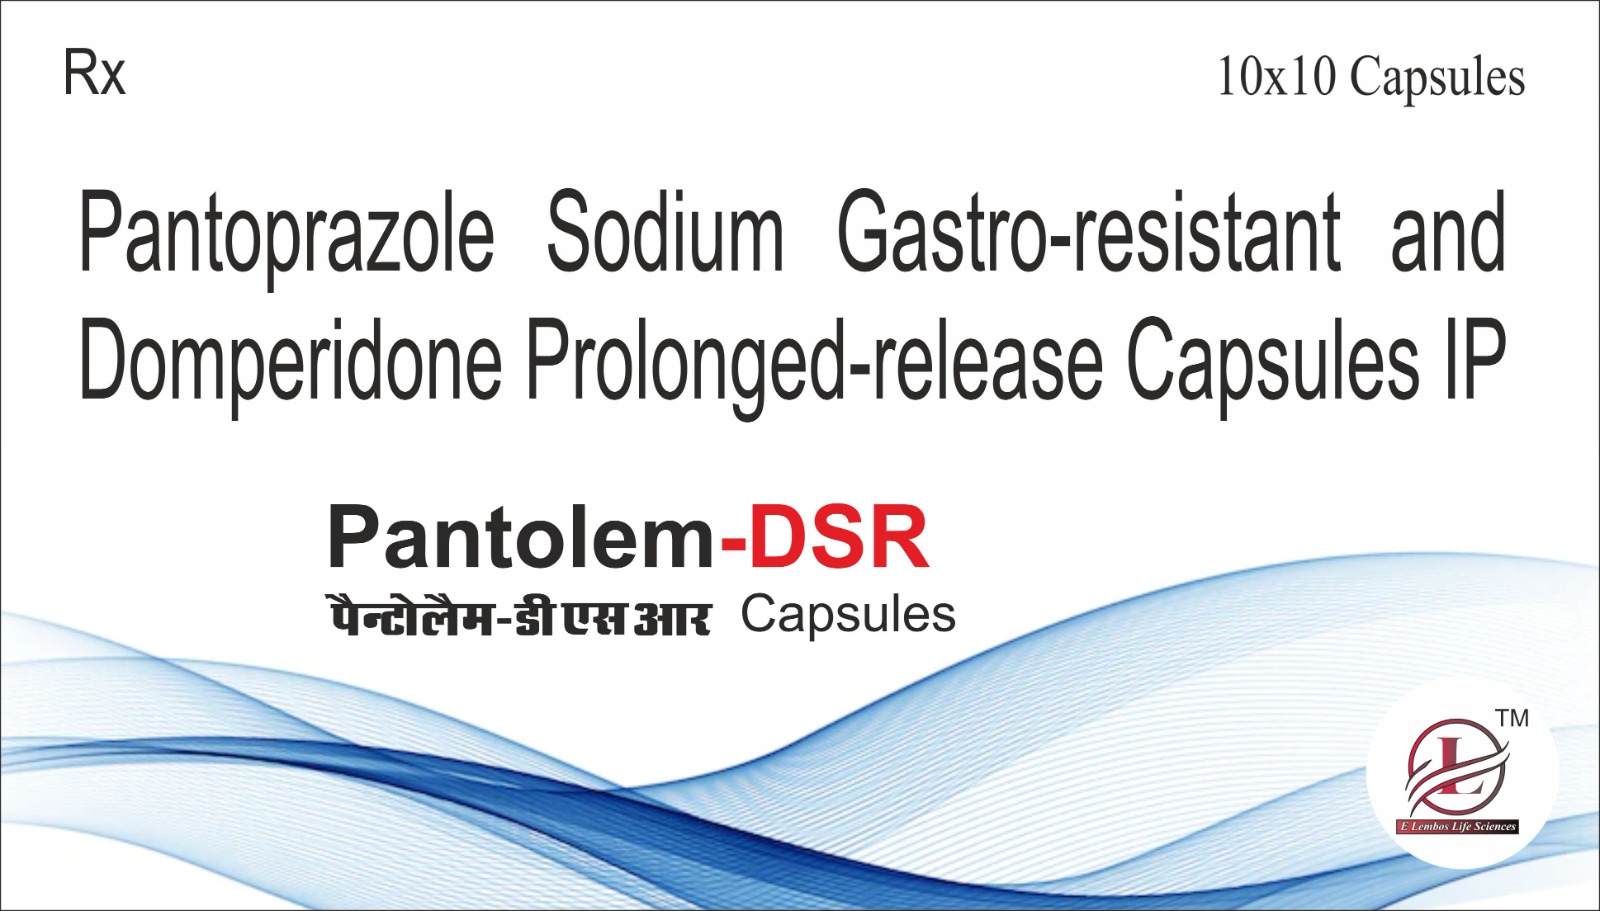 Rx
10x10 Capsules
Pantoprazole Sodium Gastro-resistant and
Domperidone Prolonged-release Capsules IP
Pantolem-DSR
पैन्टोलैम-डी एस आर Capsules
TM
L
E Lembos Life Sciences